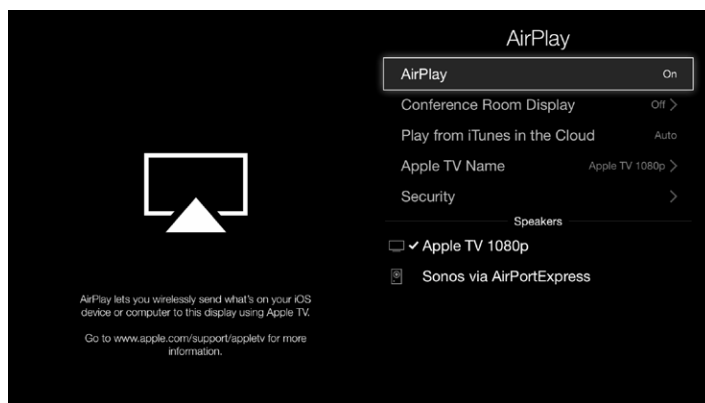 AirPlay
AirPlay On
Conference Room Display Off
Play from iTunes in the Cloud Auto
Apple TV Name Apple TV 1080p
Security
Speakers
Apple TV 1080p
Sonos via AirPortExpress
AirPlay lets you wirelessly send what's on your iOS
device or computer to this display using Apple TV.
Go to www.apple.com/support/appletv for more
information.